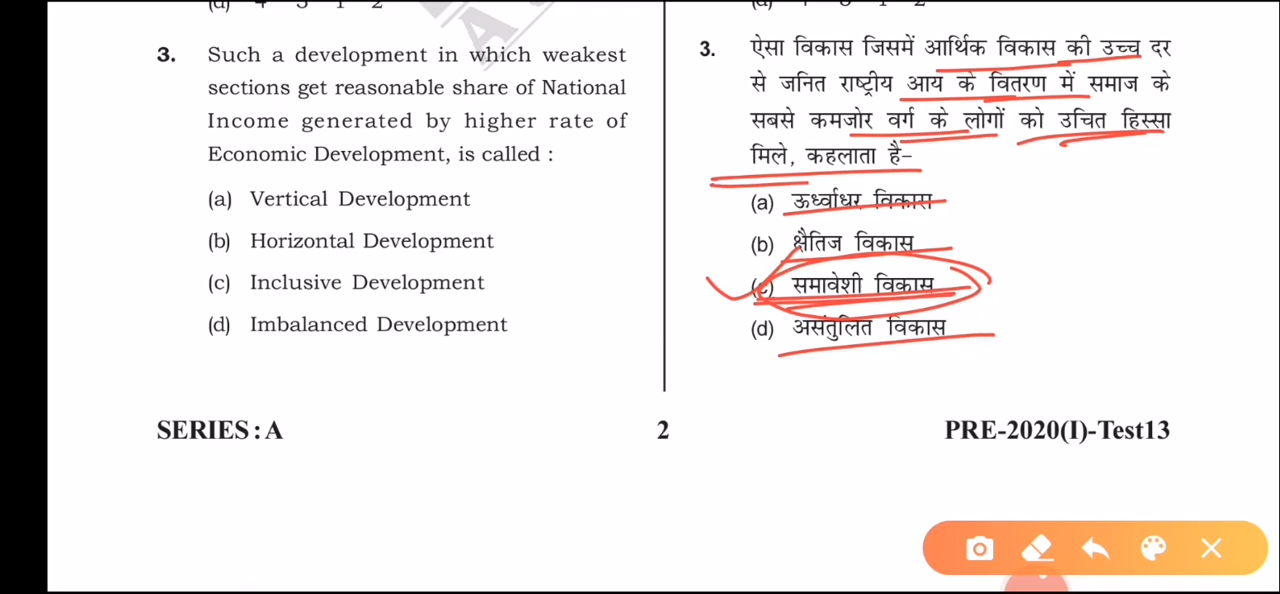 3. Such a development in which weakest
sections get reasonable share of National
Income generated by higher rate of
Economic Development, is called :
(a) Vertical Development
(b) Horizontal Development
(c) Inclusive Development
(d) Imbalanced Development
3. ऐसा विकास जिसमें आर्थिक विकास की उच्च दर
से जनित राष्ट्रीय आय के वितरण में समाज के
सबसे कमजोर वर्ग के लोगों को उचित हिस्सा
मिले, कहलाता है–
(a) ऊर्ध्वाधर विकास
(b) क्षैतिज विकास
(c) समावेशी विकास
(d) असंतुलित विकास
SERIES : A
2
PRE-2020(I)-Test13